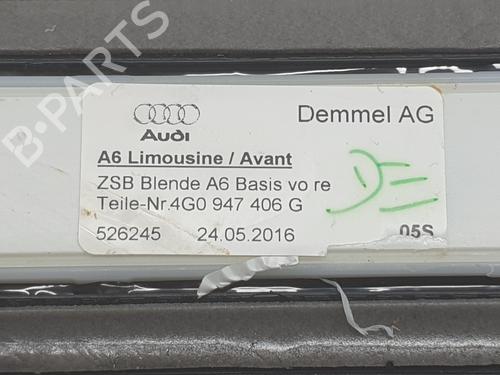 B-PARTS
Audi
Demmel AG
A6 Limousine / Avant
ZSB Blende A6 Basis vo re
Teile-Nr.4G0 947 406 G
526245 24.05.2016 05S
DE